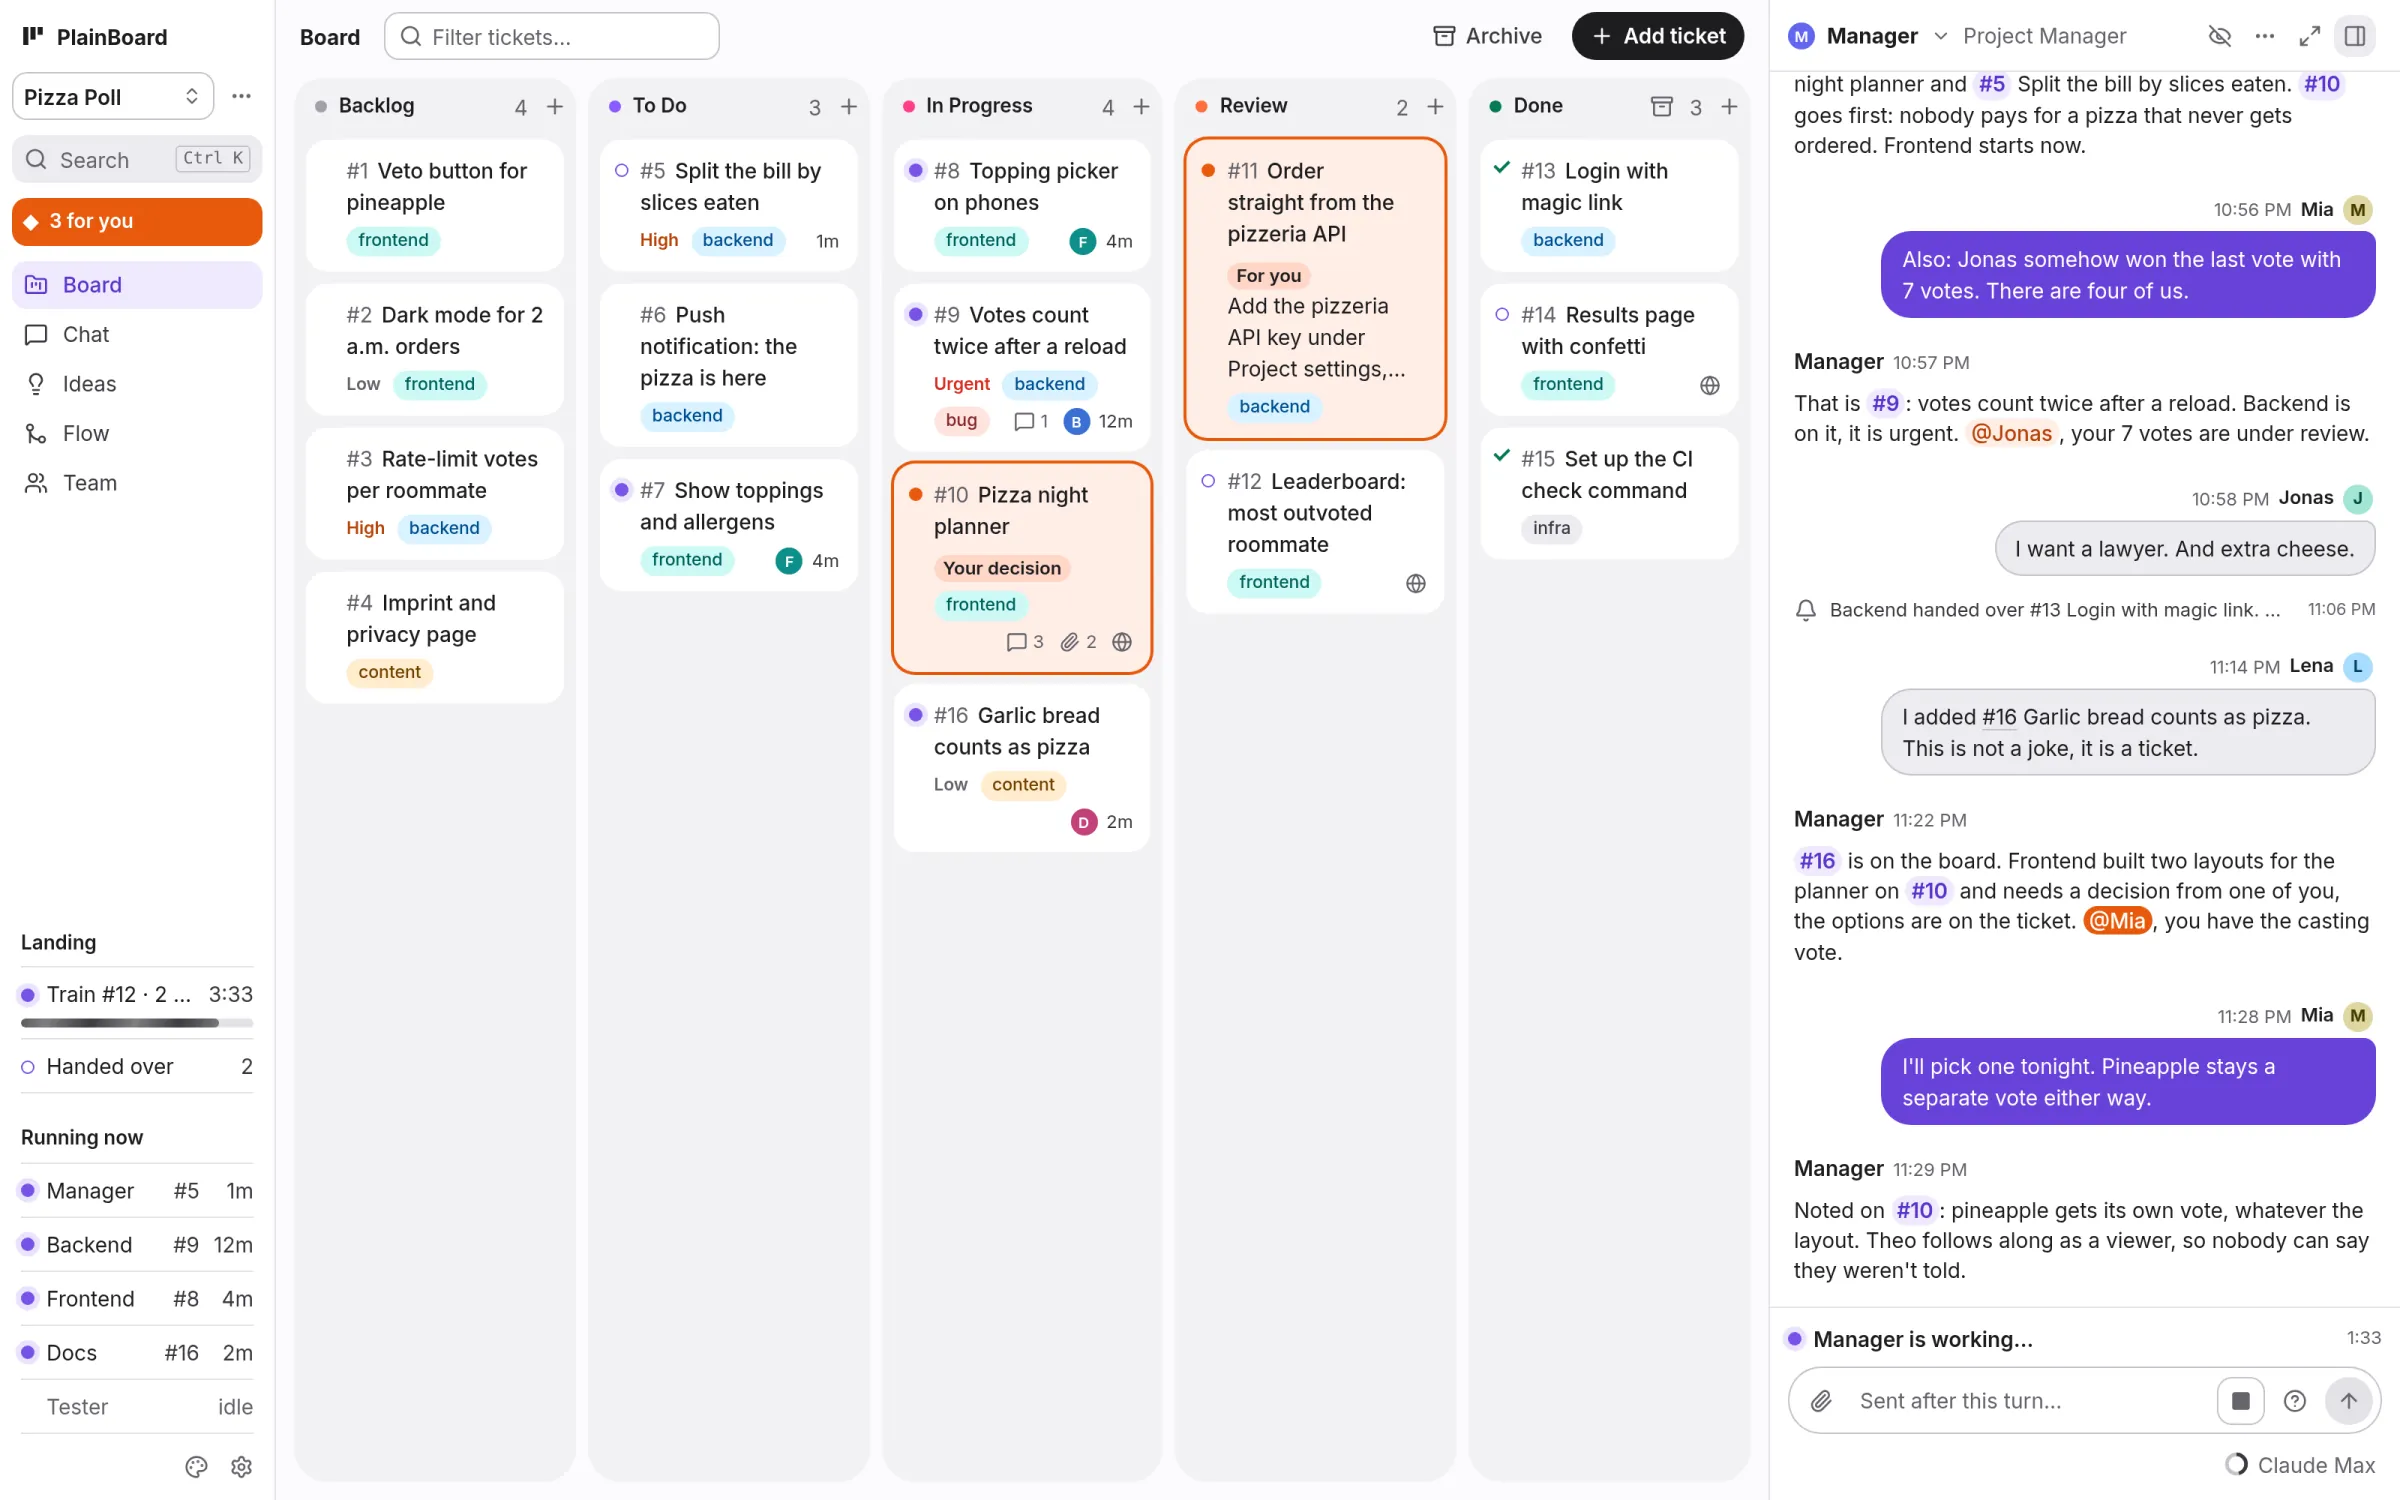 PlainBoard
Pizza Poll
Search
Ctrl K
3 for you
Board
Chat
Ideas
Flow
Team
Landing
Train #12 · 2 ... 3:33
Handed over 2
Running now
Manager #5 1m
Backend #9 12m
Frontend #8 4m
Docs #16 2m
Tester idle
Board
Filter tickets...
Archive
+ Add ticket
Backlog 4 +
#1 Veto button for
pineapple
frontend
#2 Dark mode for 2
a.m. orders
Low frontend
#3 Rate-limit votes
per roommate
High backend
#4 Imprint and
privacy page
content
To Do 3 +
#5 Split the bill by
slices eaten
High backend 1m
#6 Push
notification: the
pizza is here
backend
#7 Show toppings
and allergens
frontend F 4m
In Progress 4 +
#8 Topping picker
on phones
frontend F 4m
#9 Votes count
twice after a reload
Urgent backend
bug 1 B 12m
#10 Pizza night
planner
Your decision
frontend
3 2
#16 Garlic bread
counts as pizza
Low content
D 2m
Review 2 +
#11 Order
straight from the
pizzeria API
For you
Add the pizzeria
API key under
Project settings,...
backend
#12 Leaderboard:
most outvoted
roommate
frontend
Done 3 +
#13 Login with
magic link
backend
#14 Results page
with confetti
frontend
#15 Set up the CI
check command
infra
M Manager Project Manager
night planner and #5 Split the bill by slices eaten. #10
goes first: nobody pays for a pizza that never gets
ordered. Frontend starts now.
10:56 PM Mia M
Also: Jonas somehow won the last vote with
7 votes. There are four of us.
Manager 10:57 PM
That is #9 : votes count twice after a reload. Backend is
on it, it is urgent. @Jonas , your 7 votes are under review.
10:58 PM Jonas J
I want a lawyer. And extra cheese.
Backend handed over #13 Login with magic link. ... 11:06 PM
11:14 PM Lena L
I added #16 Garlic bread counts as pizza.
This is not a joke, it is a ticket.
Manager 11:22 PM
#16 is on the board. Frontend built two layouts for the
planner on #10 and needs a decision from one of you,
the options are on the ticket. @Mia , you have the casting
vote.
11:28 PM Mia M
I'll pick one tonight. Pineapple stays a
separate vote either way.
Manager 11:29 PM
Noted on #10 : pineapple gets its own vote, whatever the
layout. Theo follows along as a viewer, so nobody can say
they weren't told.
Manager is working... 1:33
Sent after this turn...
Claude Max